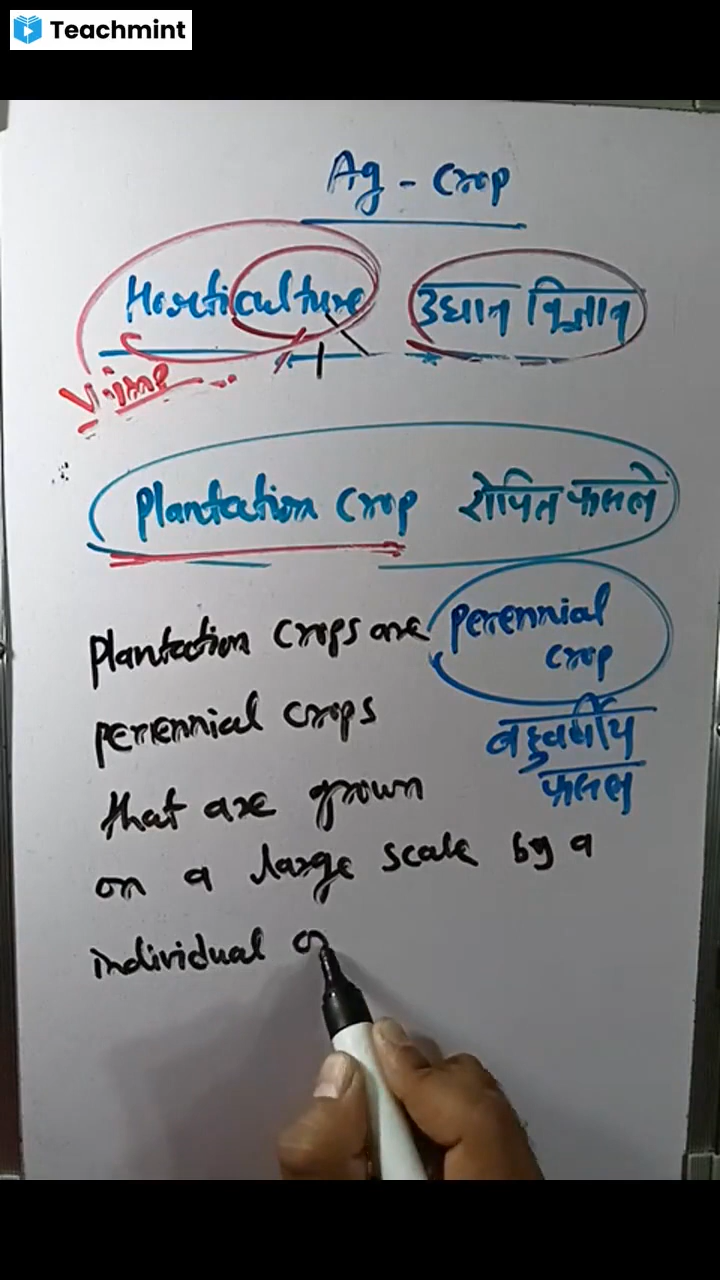 Teachmint
Ag - Crop
Horticulture उद्यान विज्ञान
V. imp
Plantation Crop रोपित फसले
Plantation crops are perennial crop
perennial crops बहुवर्षीय
that are grown फसल
on a large scale by a
individual o